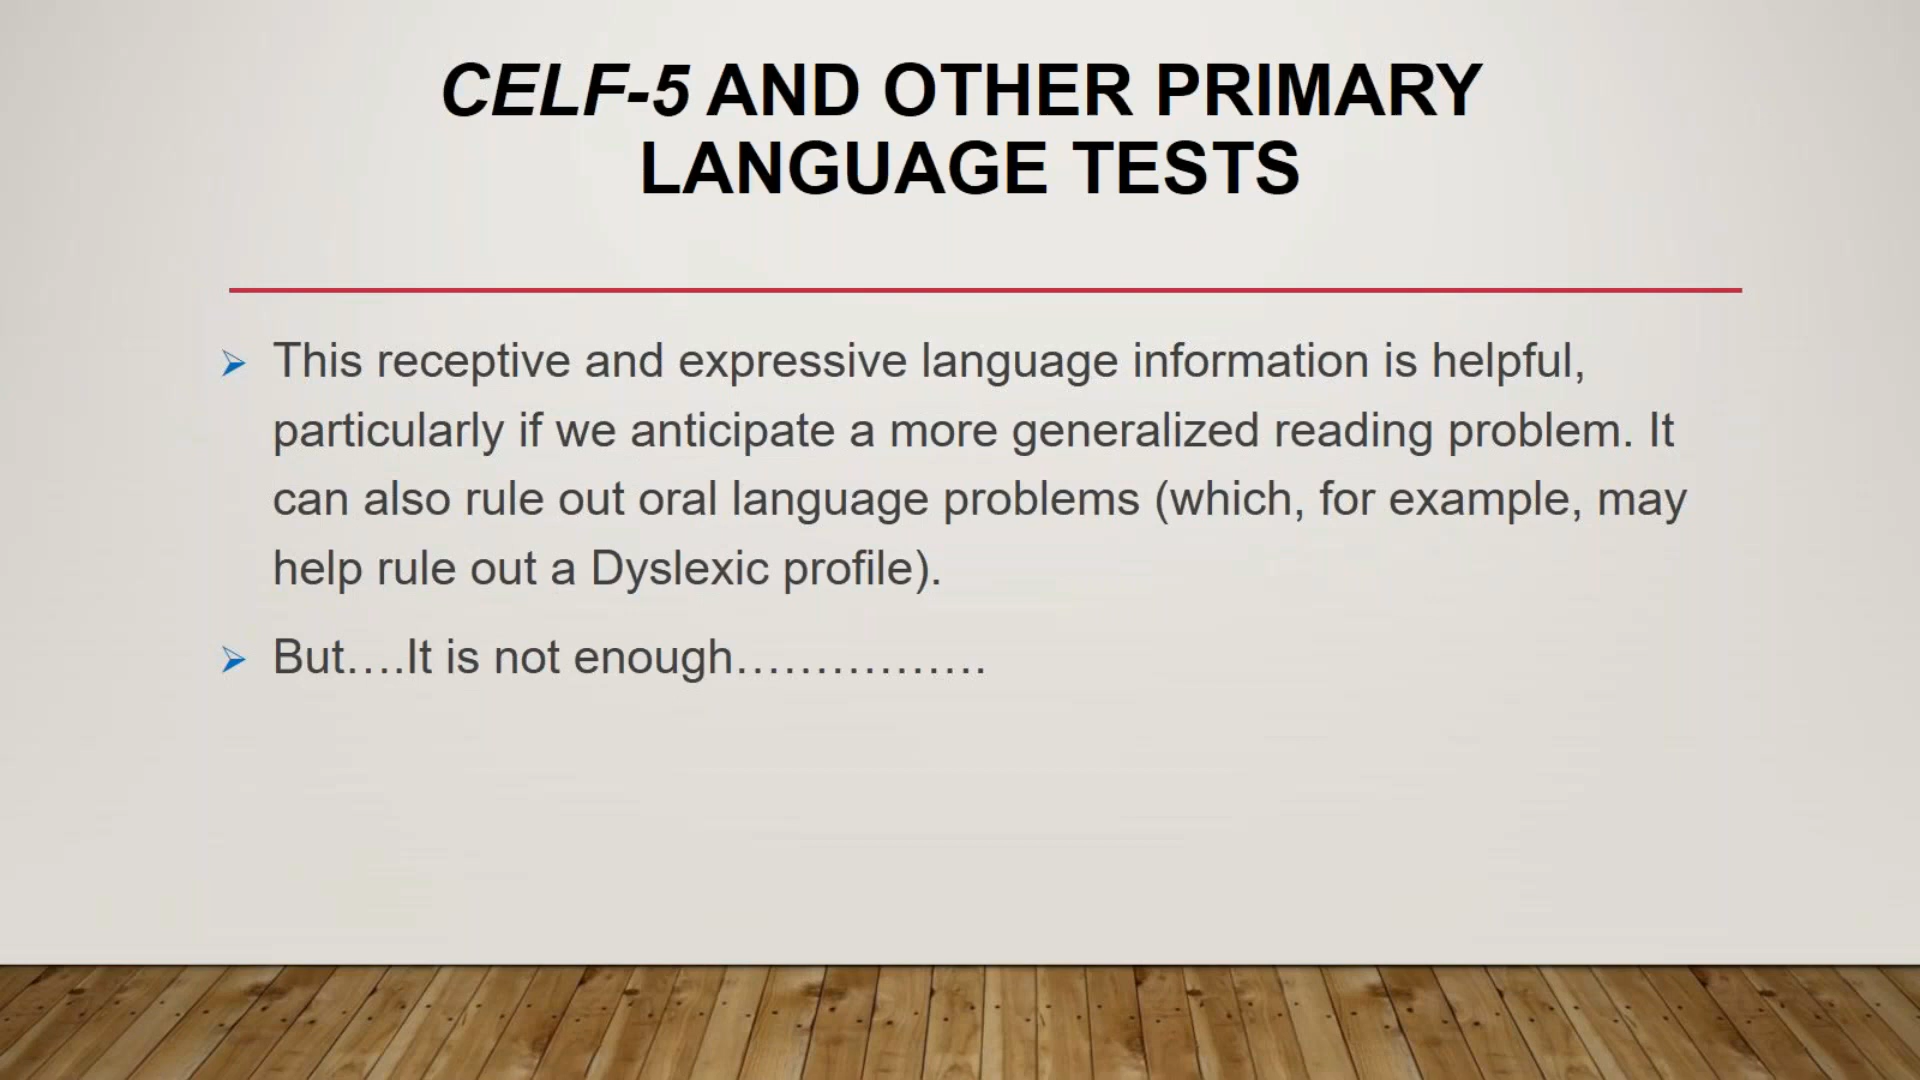 CELF-5 AND OTHER PRIMARY
LANGUAGE TESTS
➢ This receptive and expressive language information is helpful,
particularly if we anticipate a more generalized reading problem. It
can also rule out oral language problems (which, for example, may
help rule out a Dyslexic profile).
➢ But….It is not enough…………….